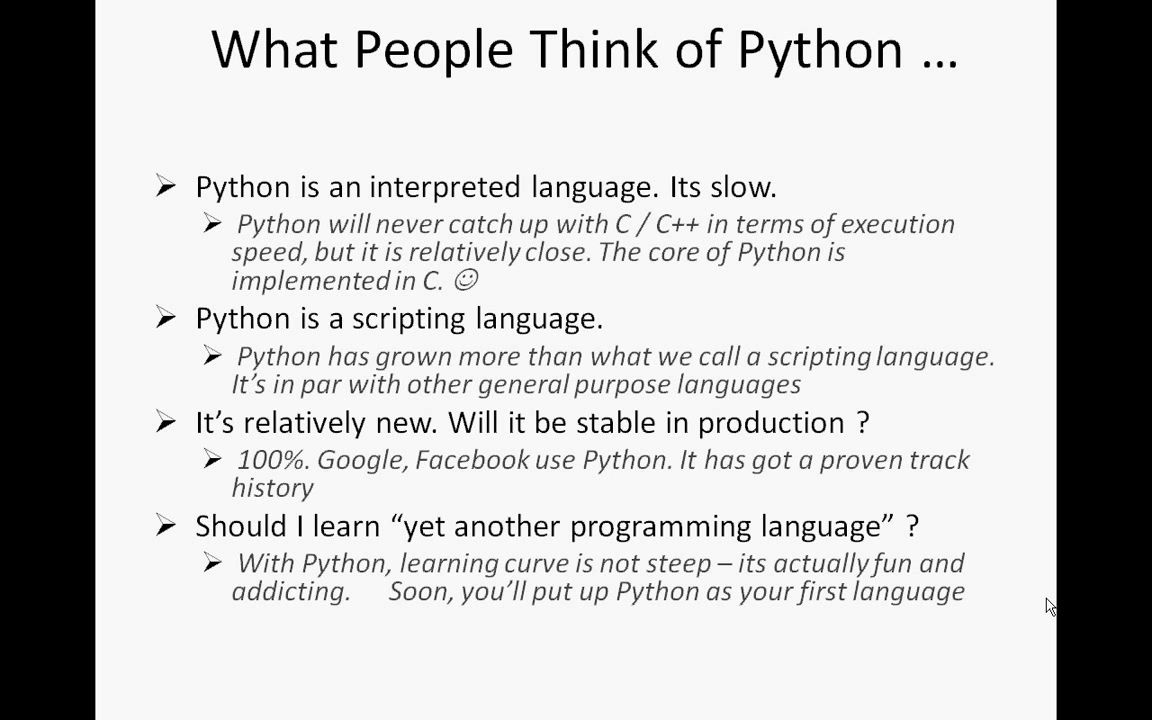 What People Think of Python ...
➢ Python is an interpreted language. Its slow.
➢ Python will never catch up with C / C++ in terms of execution
speed, but it is relatively close. The core of Python is
implemented in C. ☺
➢ Python is a scripting language.
➢ Python has grown more than what we call a scripting language.
It’s in par with other general purpose languages
➢ It’s relatively new. Will it be stable in production ?
➢ 100%. Google, Facebook use Python. It has got a proven track
history
➢ Should I learn “yet another programming language” ?
➢ With Python, learning curve is not steep – its actually fun and
addicting. Soon, you’ll put up Python as your first language